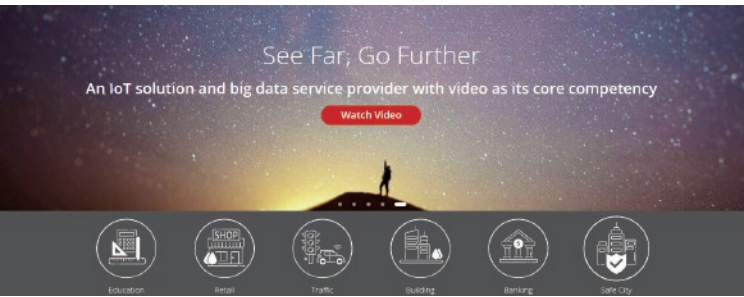 See Far, Go Further
An IoT solution and big data service provider with video as its core competency
Watch Video
SHOP
Education
Retail
Traffic
Building
Banking
Safe City